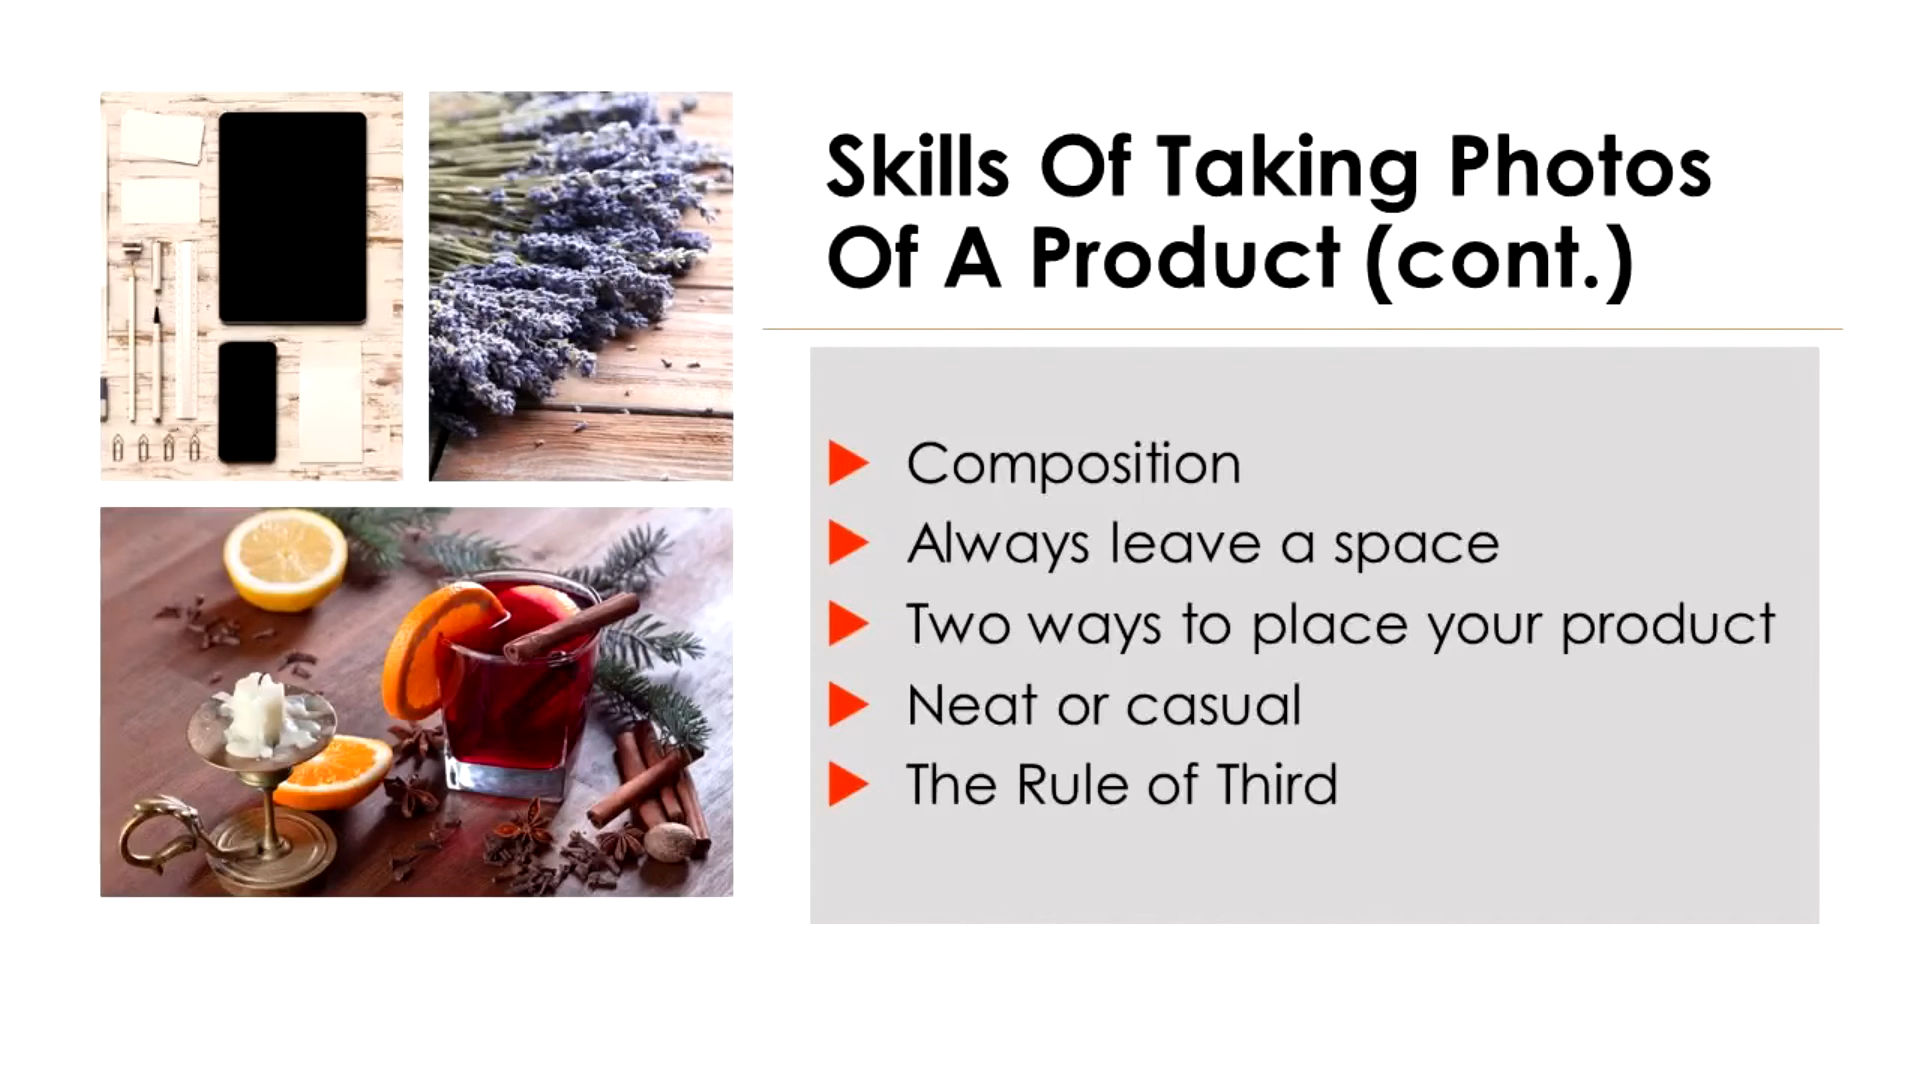 Skills Of Taking Photos
Of A Product (cont.)
Composition
Always leave a space
Two ways to place your product
Neat or casual
The Rule of Third